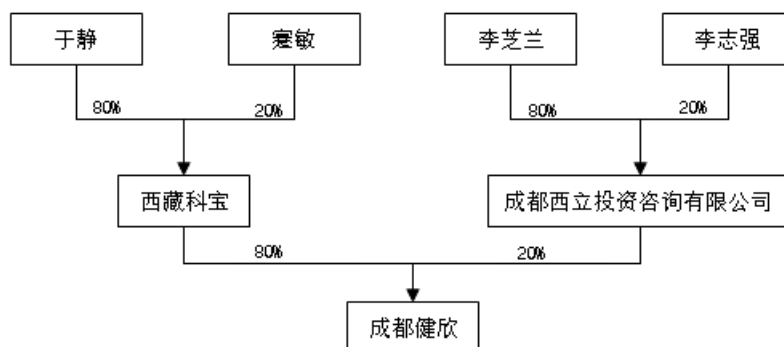 于静
蹇敏
李芝兰
李志强
80%
20%
80%
20%
西藏科宝
成都西立投资咨询有限公司
80%
20%
成都健欣